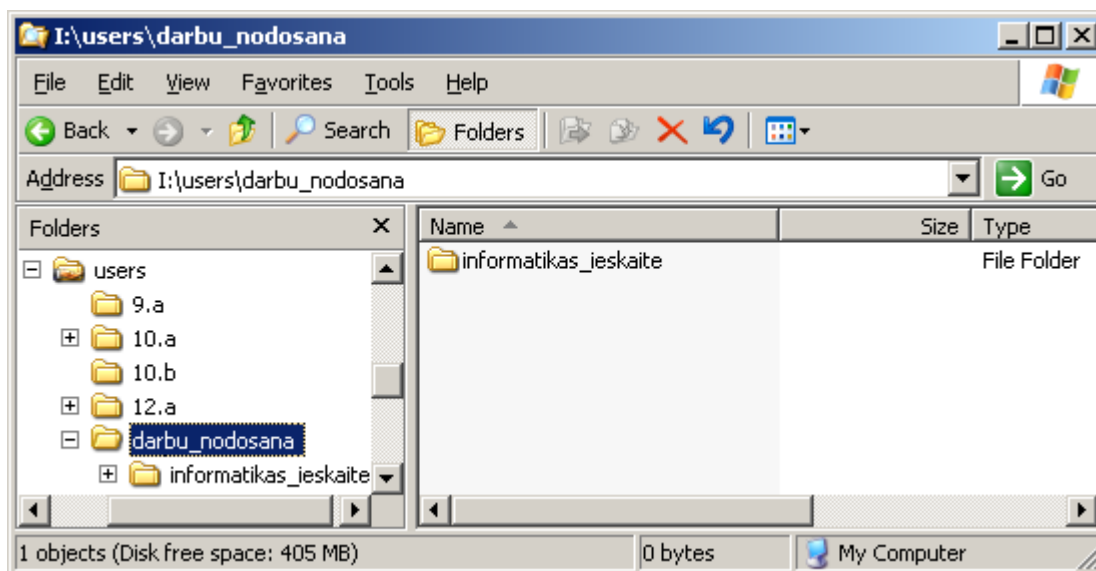 I:\users\darbu_nodosana
File Edit View Favorites Tools Help
Back Search Folders
Address I:\users\darbu_nodosana Go
Folders Name Size Type
users informatikas_ieskaite File Folder
9.a
10.a
10.b
12.a
darbu_nodosana
informatikas_ieskaite
1 objects (Disk free space: 405 MB) 0 bytes My Computer